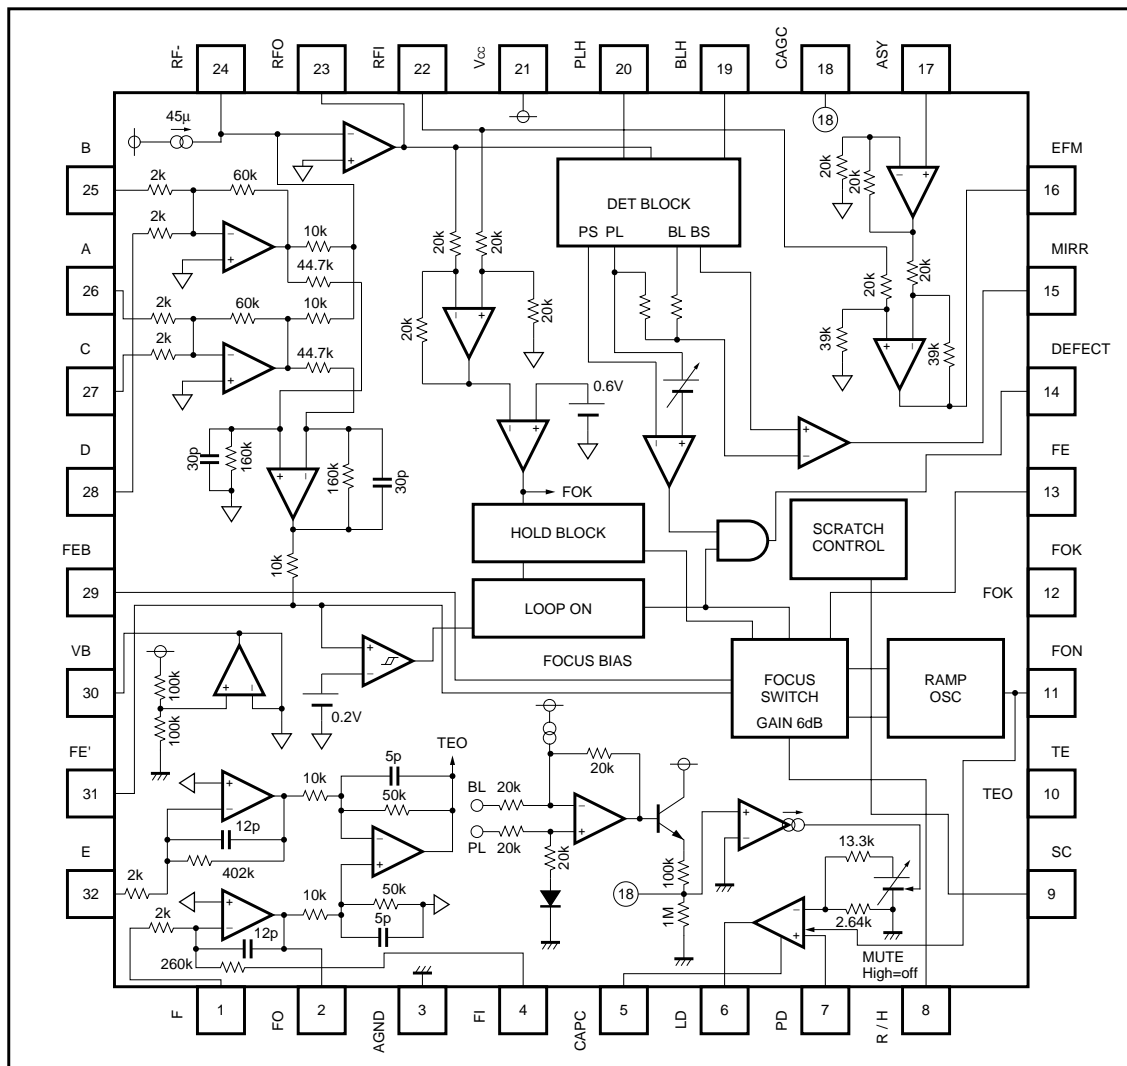 RF-
RFO
RFI
Vcc
PLH
BLH
CAGC
ASY
24
23
22
21
20
19
18
17
45μ
18
B
25
2k
60k
2k
10k
44.7k
A
26
2k
60k
10k
2k
44.7k
C
27
D
28
30p
160k
160k
30p
FEB
29
10k
VB
30
100k
100k
0.2V
FE'
31
E
32
20k
20k
20k
20k
0.6V
FOK
HOLD BLOCK
LOOP ON
FOCUS BIAS
DET BLOCK
PS PL BL BS
20k
20k
20k
20k
39k
39k
EFM
16
MIRR
15
DEFECT
14
FE
13
FOK
FOK
12
FON
11
TE
TEO
10
SC
9
SCRATCH
CONTROL
FOCUS
SWITCH
GAIN 6dB
RAMP
OSC
TEO
10k
5p
50k
12p
402k
2k
2k
10k
50k
5p
12p
260k
BL
20k
PL
20k
20k
20k
18
100k
1M
13.3k
2.64k
MUTE
High=off
1
2
3
4
5
6
7
8
F
FO
AGND
FI
CAPC
LD
PD
R / H